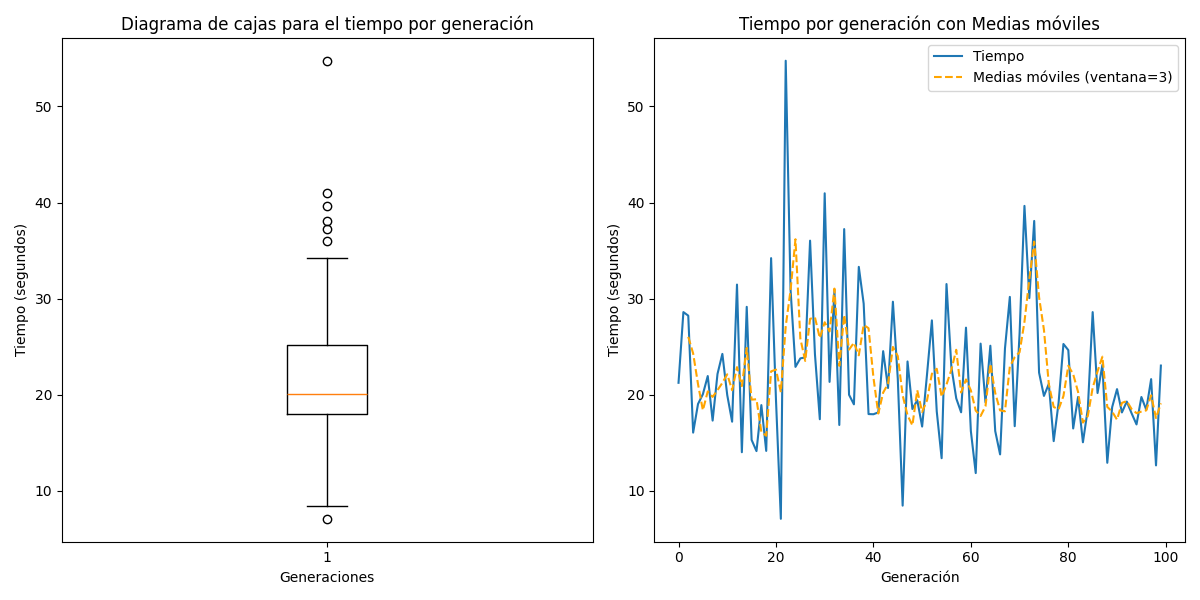 Diagrama de cajas para el tiempo por generación
50
40
30
20
10
Tiempo (segundos)
1
Generaciones
Tiempo por generación con Medias móviles
Tiempo
Medias móviles (ventana=3)
50
40
30
20
10
Tiempo (segundos)
0 20 40 60 80 100
Generación